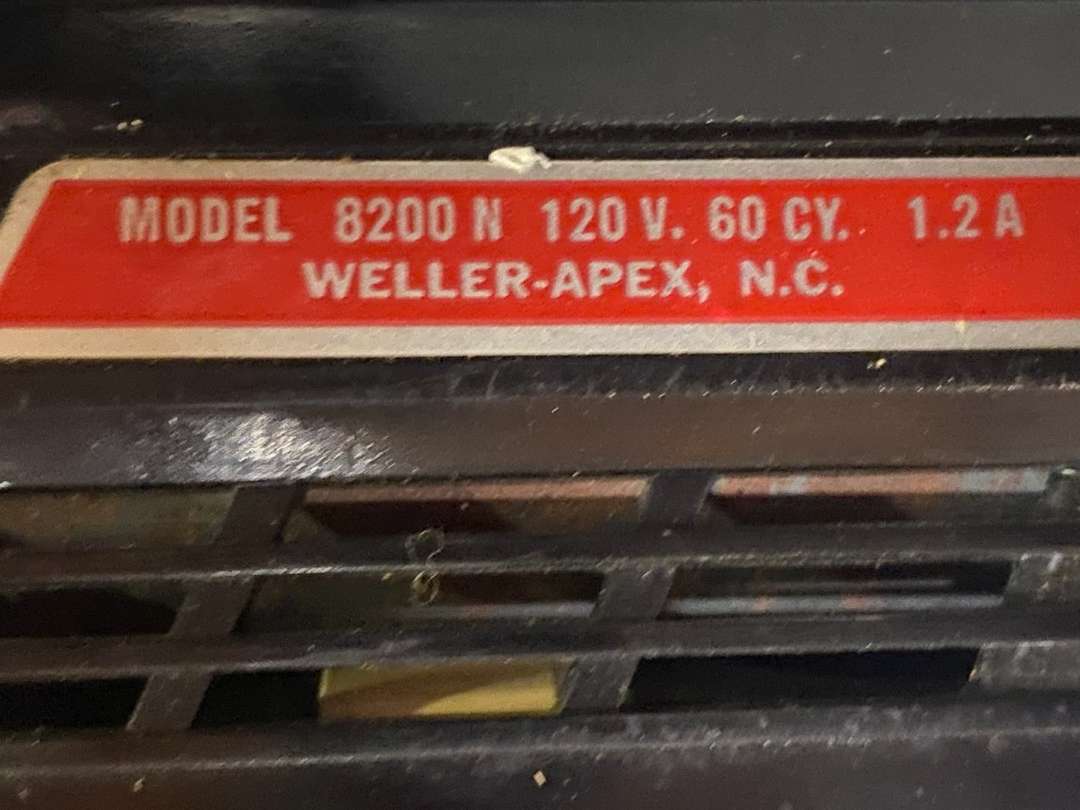 MODEL 8200 N 120 V. 60 CY. 1.2 A
WELLER-APEX, N.C.